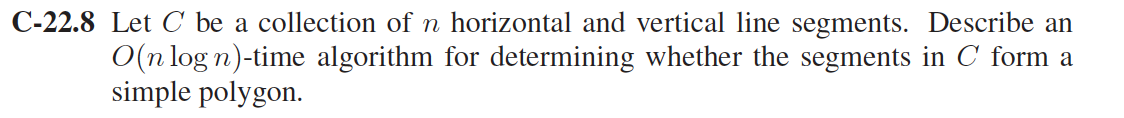 C-22.8 Let C be a collection of n horizontal and vertical line segments. Describe an
O(n log n)-time algorithm for determining whether the segments in C form a
simple polygon.